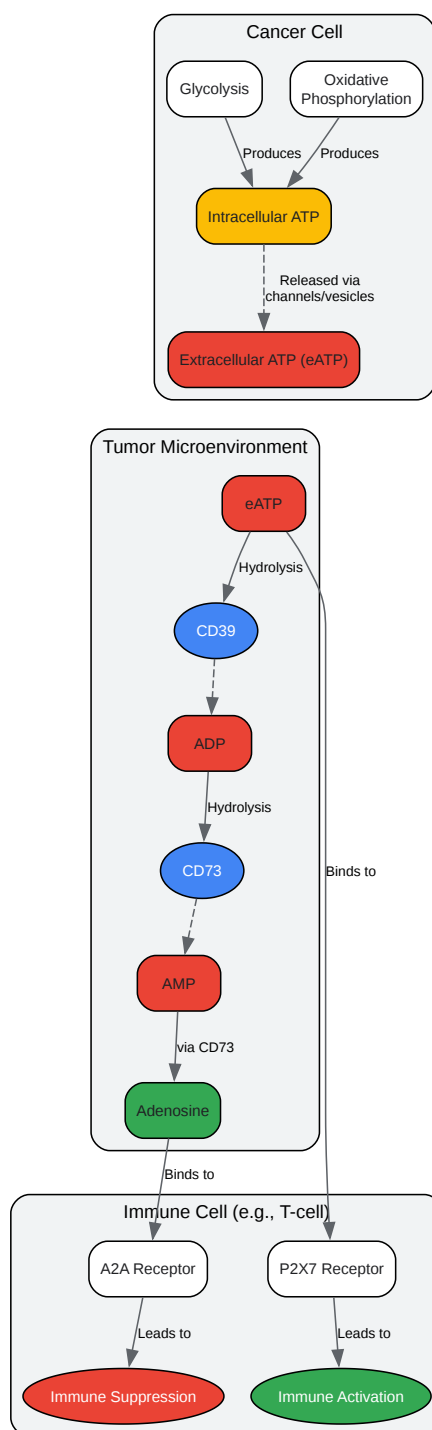 Cancer Cell
Glycolysis
Oxidative
Phosphorylation
Produces
Produces
Intracellular ATP
Released via
channels/vesicles
Extracellular ATP (eATP)
Tumor Microenvironment
eATP
Hydrolysis
CD39
ADP
Hydrolysis
CD73
Binds to
AMP
via CD73
Adenosine
Binds to
Immune Cell (e.g., T-cell)
A2A Receptor
P2X7 Receptor
Leads to
Leads to
Immune Suppression
Immune Activation